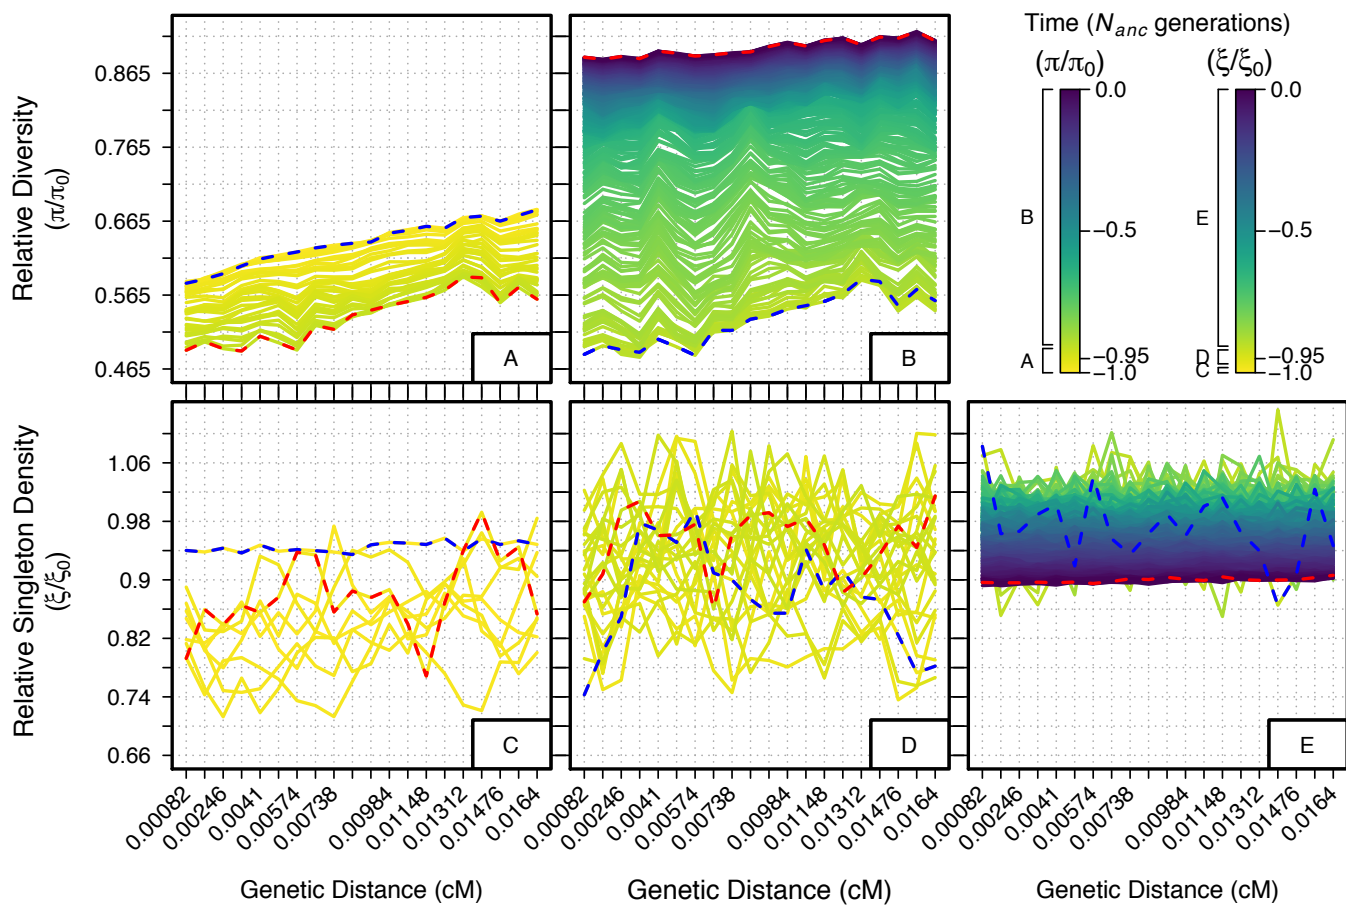 Time (N_anc generations)
(π/π0)
(ξ/ξ0)
0.0
−0.5
−0.95
−1.0
B
A
0.0
−0.5
−0.95
−1.0
E
D
C
Relative Diversity
(π/π0)
0.865
0.765
0.665
0.565
0.465
A
B
Relative Singleton Density
(ξ/ξ0)
1.06
0.98
0.9
0.82
0.74
0.66
C
D
E
0.00082
0.00246
0.0041
0.00574
0.00738
0.00984
0.01148
0.01312
0.01476
0.0164
0.00082
0.00246
0.0041
0.00574
0.00738
0.00984
0.01148
0.01312
0.01476
0.0164
0.00082
0.00246
0.0041
0.00574
0.00738
0.00984
0.01148
0.01312
0.01476
0.0164
Genetic Distance (cM)
Genetic Distance (cM)
Genetic Distance (cM)